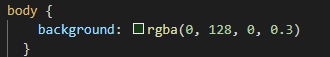 body {
background: rgba(0, 128, 0, 0.3)
}